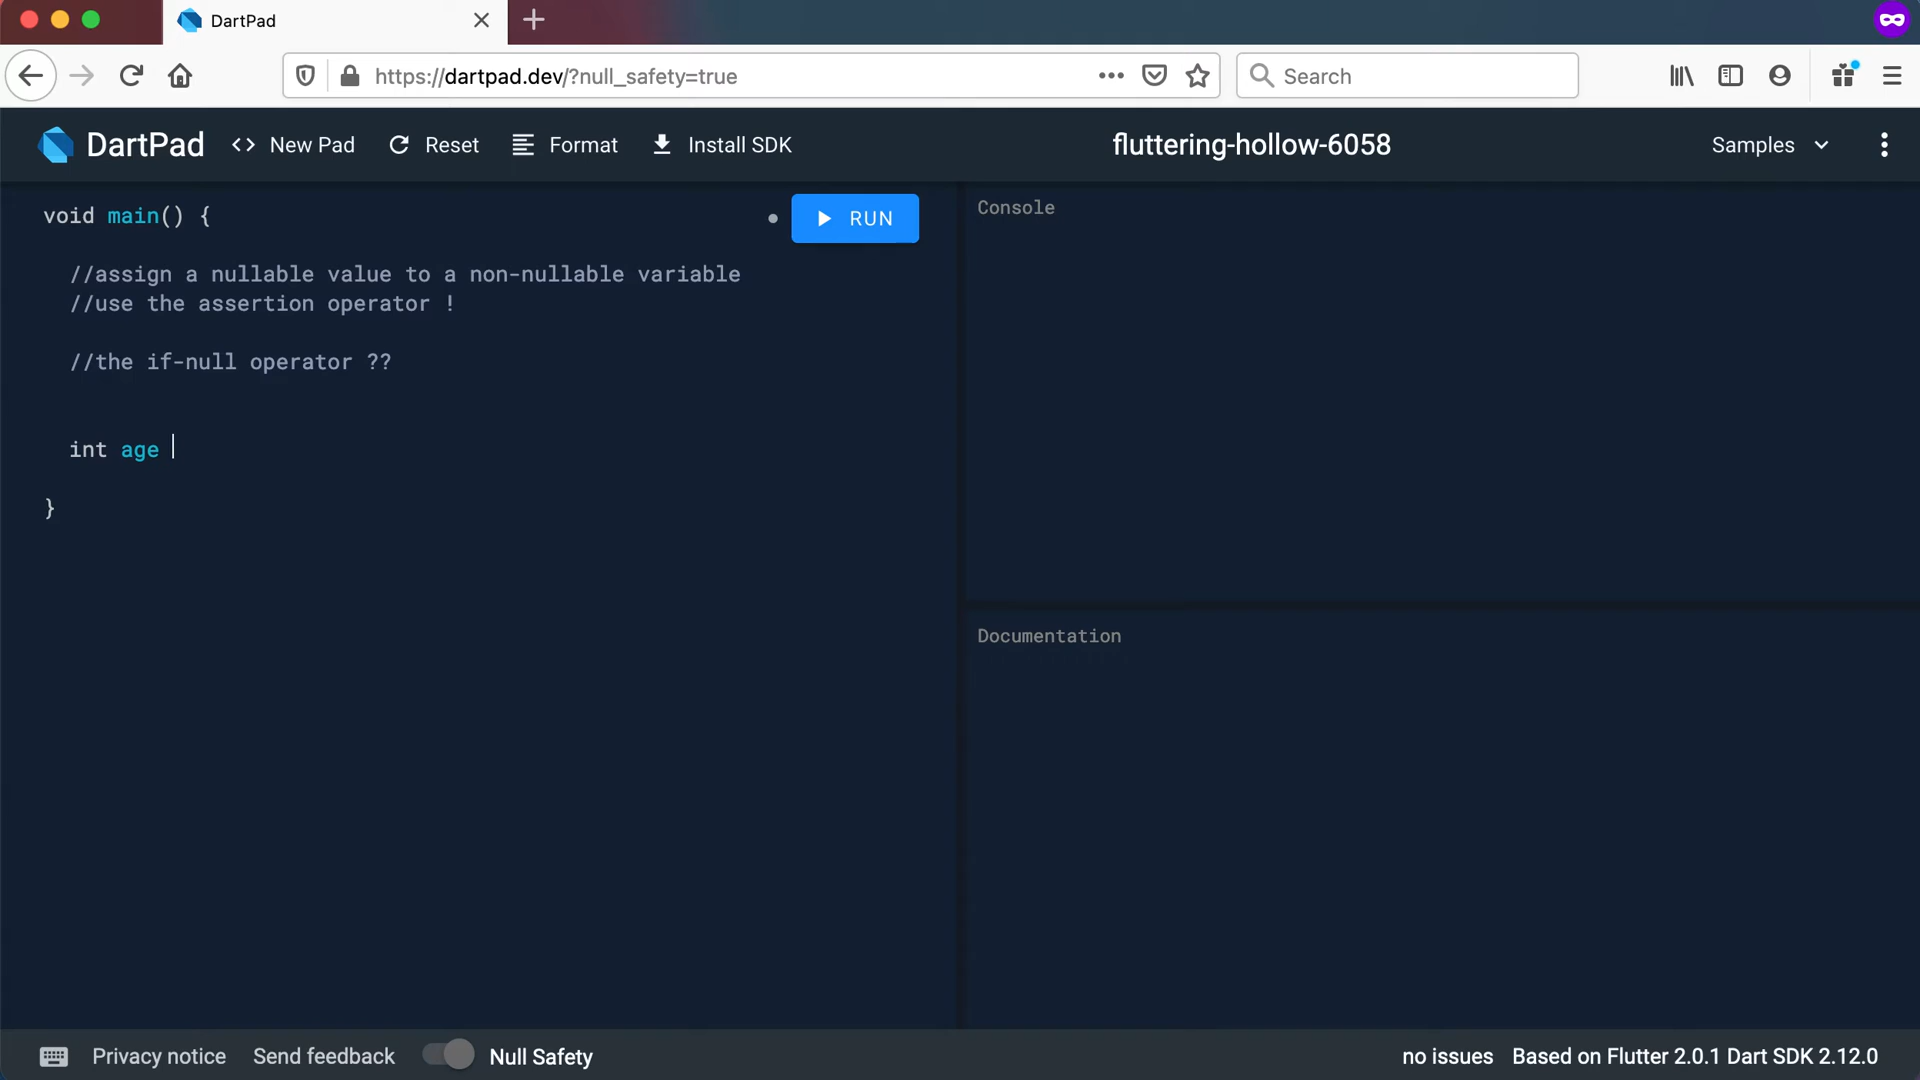 DartPad
https://dartpad.dev/?null_safety=true
Search
DartPad
New Pad
Reset
Format
Install SDK
fluttering-hollow-6058
Samples
void main() {
RUN
Console
//assign a nullable value to a non-nullable variable
//use the assertion operator !
//the if-null operator ??
int age
}
Documentation
Privacy notice
Send feedback
Null Safety
no issues
Based on Flutter 2.0.1 Dart SDK 2.12.0